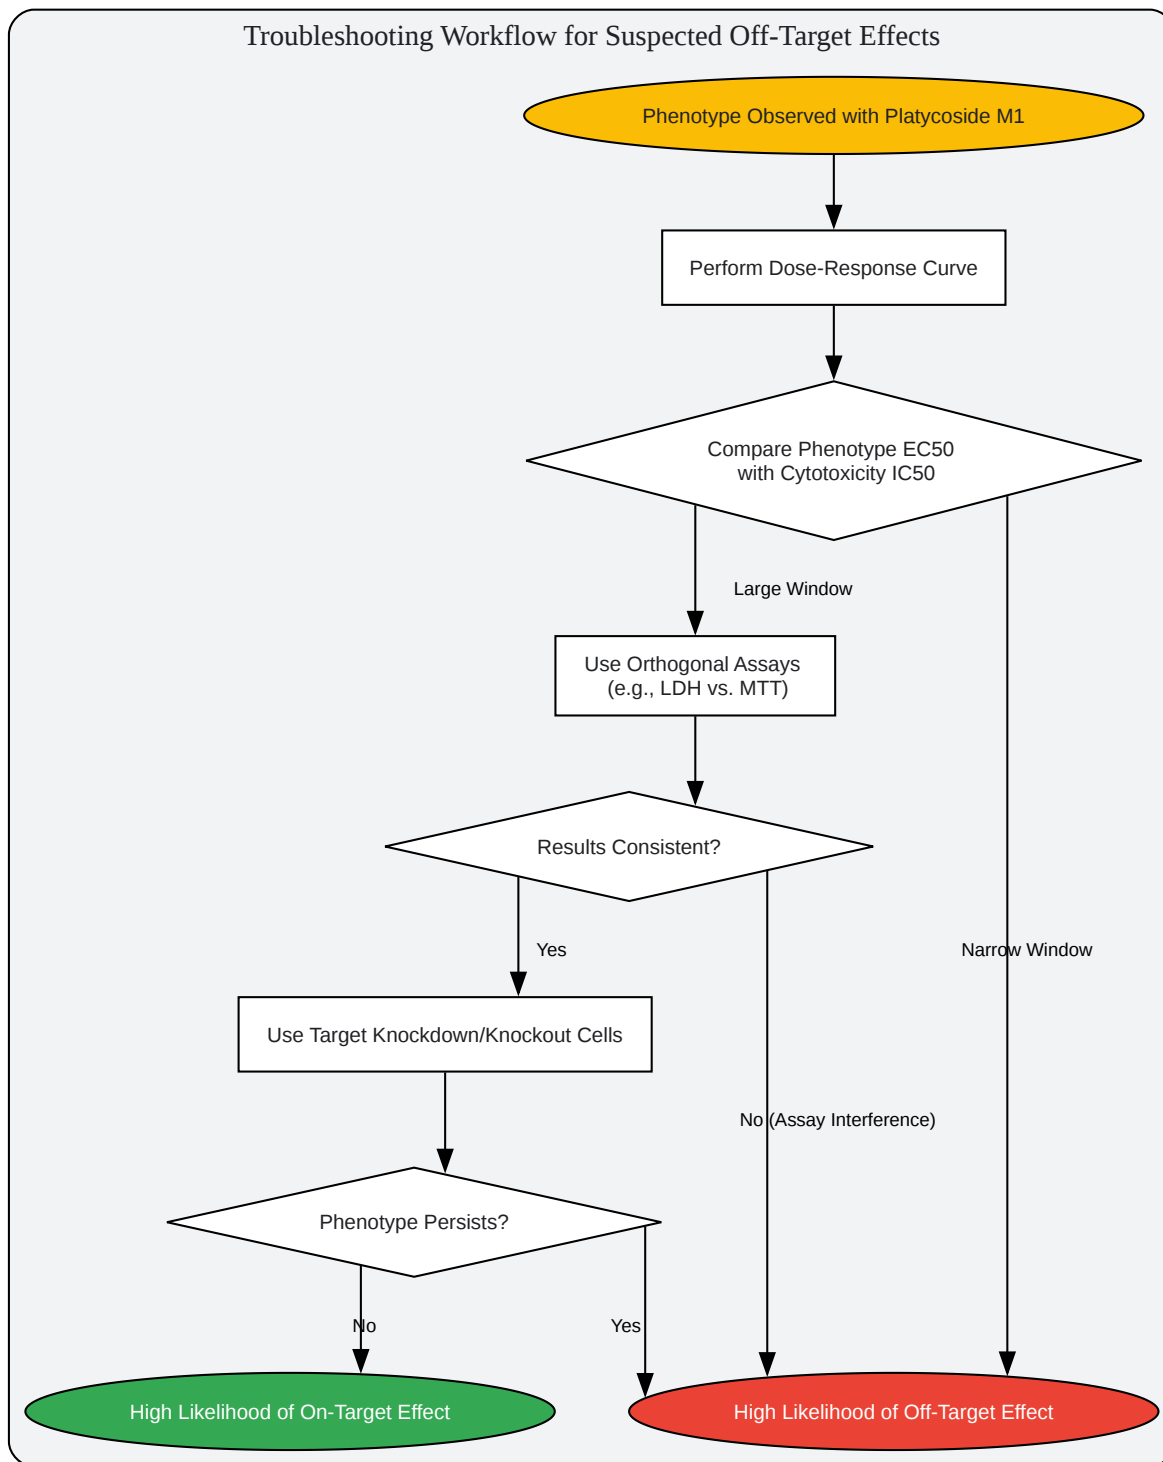 Troubleshooting Workflow for Suspected Off-Target Effects
Phenotype Observed with Platycoside M1
Perform Dose-Response Curve
Compare Phenotype EC50
with Cytotoxicity IC50
Large Window
Use Orthogonal Assays
(e.g., LDH vs. MTT)
Results Consistent?
Yes
Narrow Window
Use Target Knockdown/Knockout Cells
No (Assay Interference)
Phenotype Persists?
No
Yes
High Likelihood of On-Target Effect
High Likelihood of Off-Target Effect